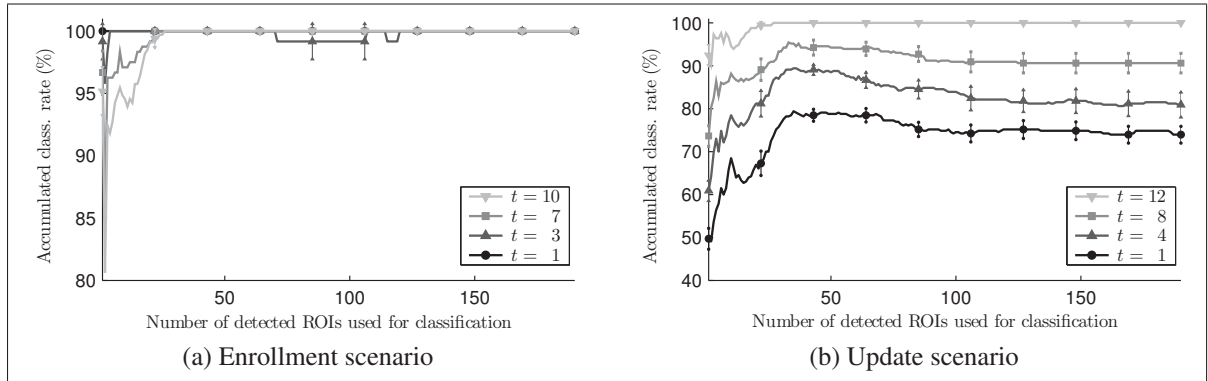 Accumulated class. rate (%)
100
95
90
85
80
50
100
150
t = 10
t = 7
t = 3
t = 1
Number of detected ROIs used for classification
(a) Enrollment scenario
Accumulated class. rate (%)
100
90
80
70
60
50
40
50
100
150
t = 12
t = 8
t = 4
t = 1
Number of detected ROIs used for classification
(b) Update scenario